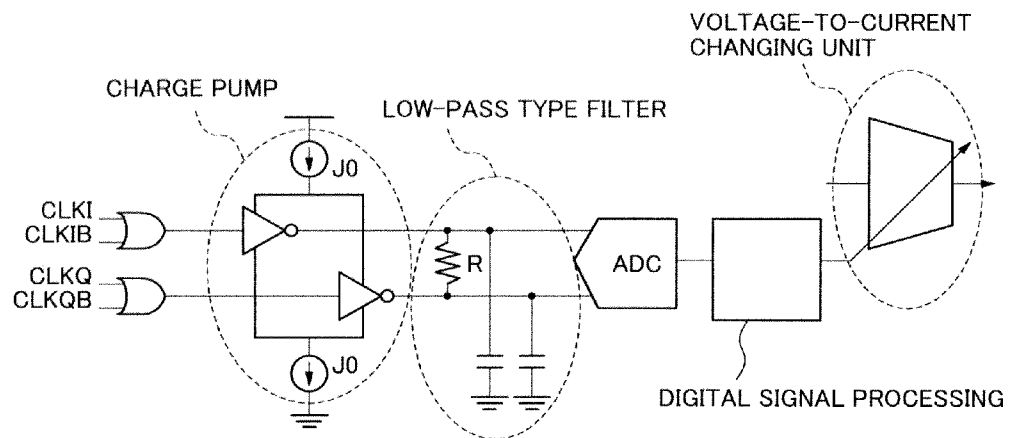 VOLTAGE-TO-CURRENT
CHANGING UNIT
CHARGE PUMP
LOW-PASS TYPE FILTER
J0
CLKI
CLKIB
R
ADC
CLKQ
CLKQB
J0
DIGITAL SIGNAL PROCESSING